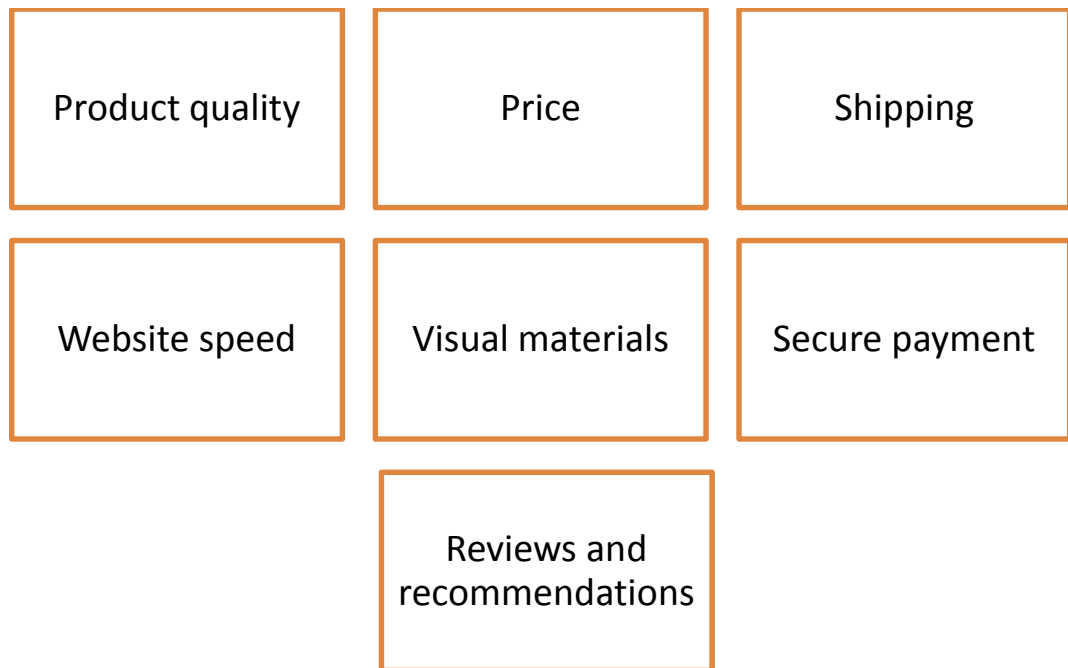 Product quality
Price
Shipping
Website speed
Visual materials
Secure payment
Reviews and
recommendations